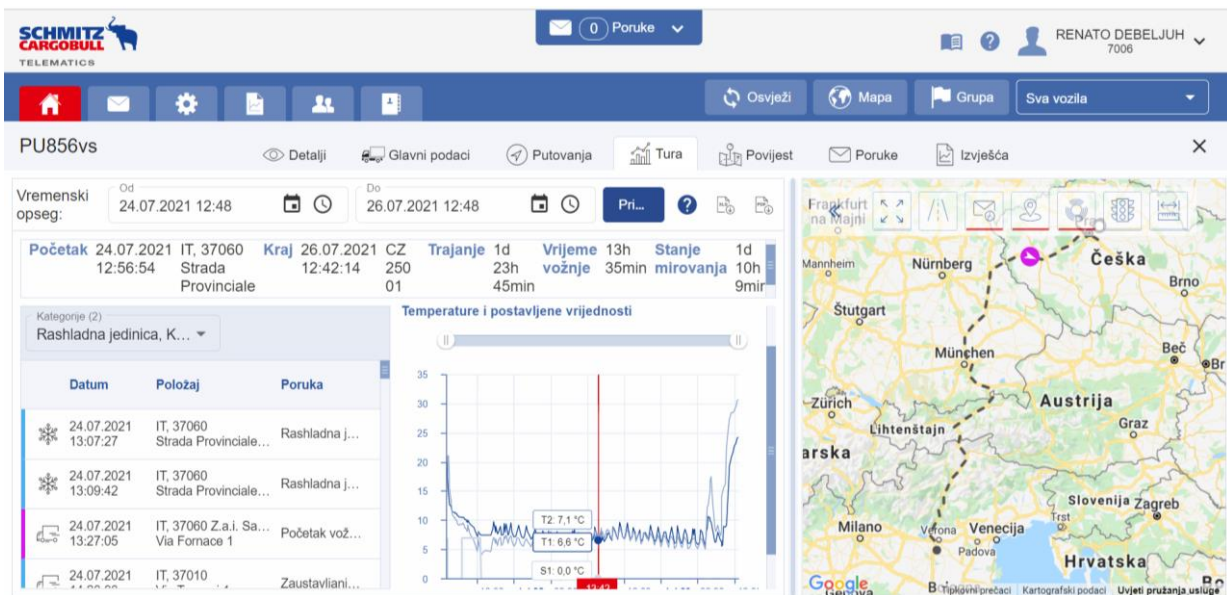 SCHMITZ
CARGOBULL
TELEMATICS
0 Poruke
RENATO DEBELJUH
7006
Osvježi
Mapa
Grupa
Sva vozila
PU856vs
Detalji
Glavni podaci
Putovanja
Tura
Povijest
Poruke
Izvješća
Vremenski
opseg:
Od
24.07.2021 12:48
Do
26.07.2021 12:48
Pri...
Početak 24.07.2021 IT, 37060 Kraj 26.07.2021 CZ Trajanje 1d Vrijeme 13h Stanje 1d
12:56:54 Strada 12:42:14 250 23h vožnje 35min mirovanja 10h
Provinciale 01 45min 9min
Kategorije (2)
Rashladna jedinica, K...
Datum Položaj Poruka
24.07.2021 IT, 37060
13:07:27 Strada Provinciale... Rashladna j...
24.07.2021 IT, 37060
13:09:42 Strada Provinciale... Rashladna j...
24.07.2021 IT, 37060 Z.a.i. Sa...
13:27:05 Via Fornace 1 Početak vož...
24.07.2021 IT, 37010
Zaustavljani...
Temperature i postavljene vrijednosti
35
30
25
20
15
10
5
0
T2: 7,1 °C
T1: 6,6 °C
S1: 0,0 °C
Frankfurt
na Majni
Češka
Mannheim
Nürnberg
Brno
Štutgart
München
Beč
Br
Zürich
Austrija
Lihtenštajn
Graz
arska
Slovenija
Zagreb
Trst
Milano
Verona
Venecija
Padova
Hrvatska
Google
Tipkovni prečaci
Kartografski podaci
Uvjeti pružanja usluge